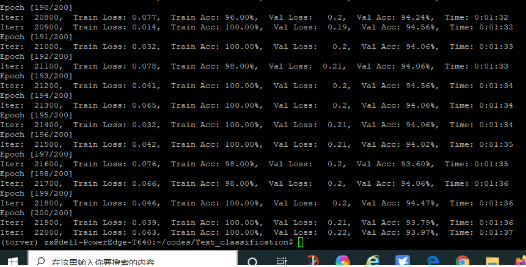 Epoch [190/200]
Iter: 20800, Train Loss: 0.077, Train Acc: 96.00%, Val Loss: 0.2, Val Acc: 94.24%, Time: 0:01:32
Iter: 20900, Train Loss: 0.014, Train Acc: 100.00%, Val Loss: 0.19, Val Acc: 94.56%, Time: 0:01:32
Epoch [191/200]
Iter: 21000, Train Loss: 0.032, Train Acc: 100.00%, Val Loss: 0.2, Val Acc: 94.06%, Time: 0:01:33
Epoch [192/200]
Iter: 21100, Train Loss: 0.078, Train Acc: 98.00%, Val Loss: 0.21, Val Acc: 94.06%, Time: 0:01:33
Epoch [193/200]
Iter: 21200, Train Loss: 0.041, Train Acc: 100.00%, Val Loss: 0.2, Val Acc: 94.56%, Time: 0:01:34
Epoch [194/200]
Iter: 21300, Train Loss: 0.065, Train Acc: 100.00%, Val Loss: 0.2, Val Acc: 94.06%, Time: 0:01:34
Epoch [195/200]
Iter: 21400, Train Loss: 0.032, Train Acc: 100.00%, Val Loss: 0.21, Val Acc: 94.06%, Time: 0:01:34
Epoch [196/200]
Iter: 21500, Train Loss: 0.042, Train Acc: 100.00%, Val Loss: 0.21, Val Acc: 94.02%, Time: 0:01:35
Epoch [197/200]
Iter: 21600, Train Loss: 0.076, Train Acc: 98.00%, Val Loss: 0.2, Val Acc: 93.60%, Time: 0:01:35
Epoch [198/200]
Iter: 21700, Train Loss: 0.066, Train Acc: 98.00%, Val Loss: 0.2, Val Acc: 94.06%, Time: 0:01:36
Epoch [199/200]
Iter: 21800, Train Loss: 0.046, Train Acc: 100.00%, Val Loss: 0.2, Val Acc: 94.47%, Time: 0:01:36
Epoch [200/200]
Iter: 21900, Train Loss: 0.039, Train Acc: 100.00%, Val Loss: 0.21, Val Acc: 93.79%, Time: 0:01:36
Iter: 22000, Train Loss: 0.063, Train Acc: 100.00%, Val Loss: 0.22, Val Acc: 93.97%, Time: 0:01:37
(torver) zx@dell-PowerEdge-T640:~/codes/Text_classification$
在这里输入你要搜索的内容